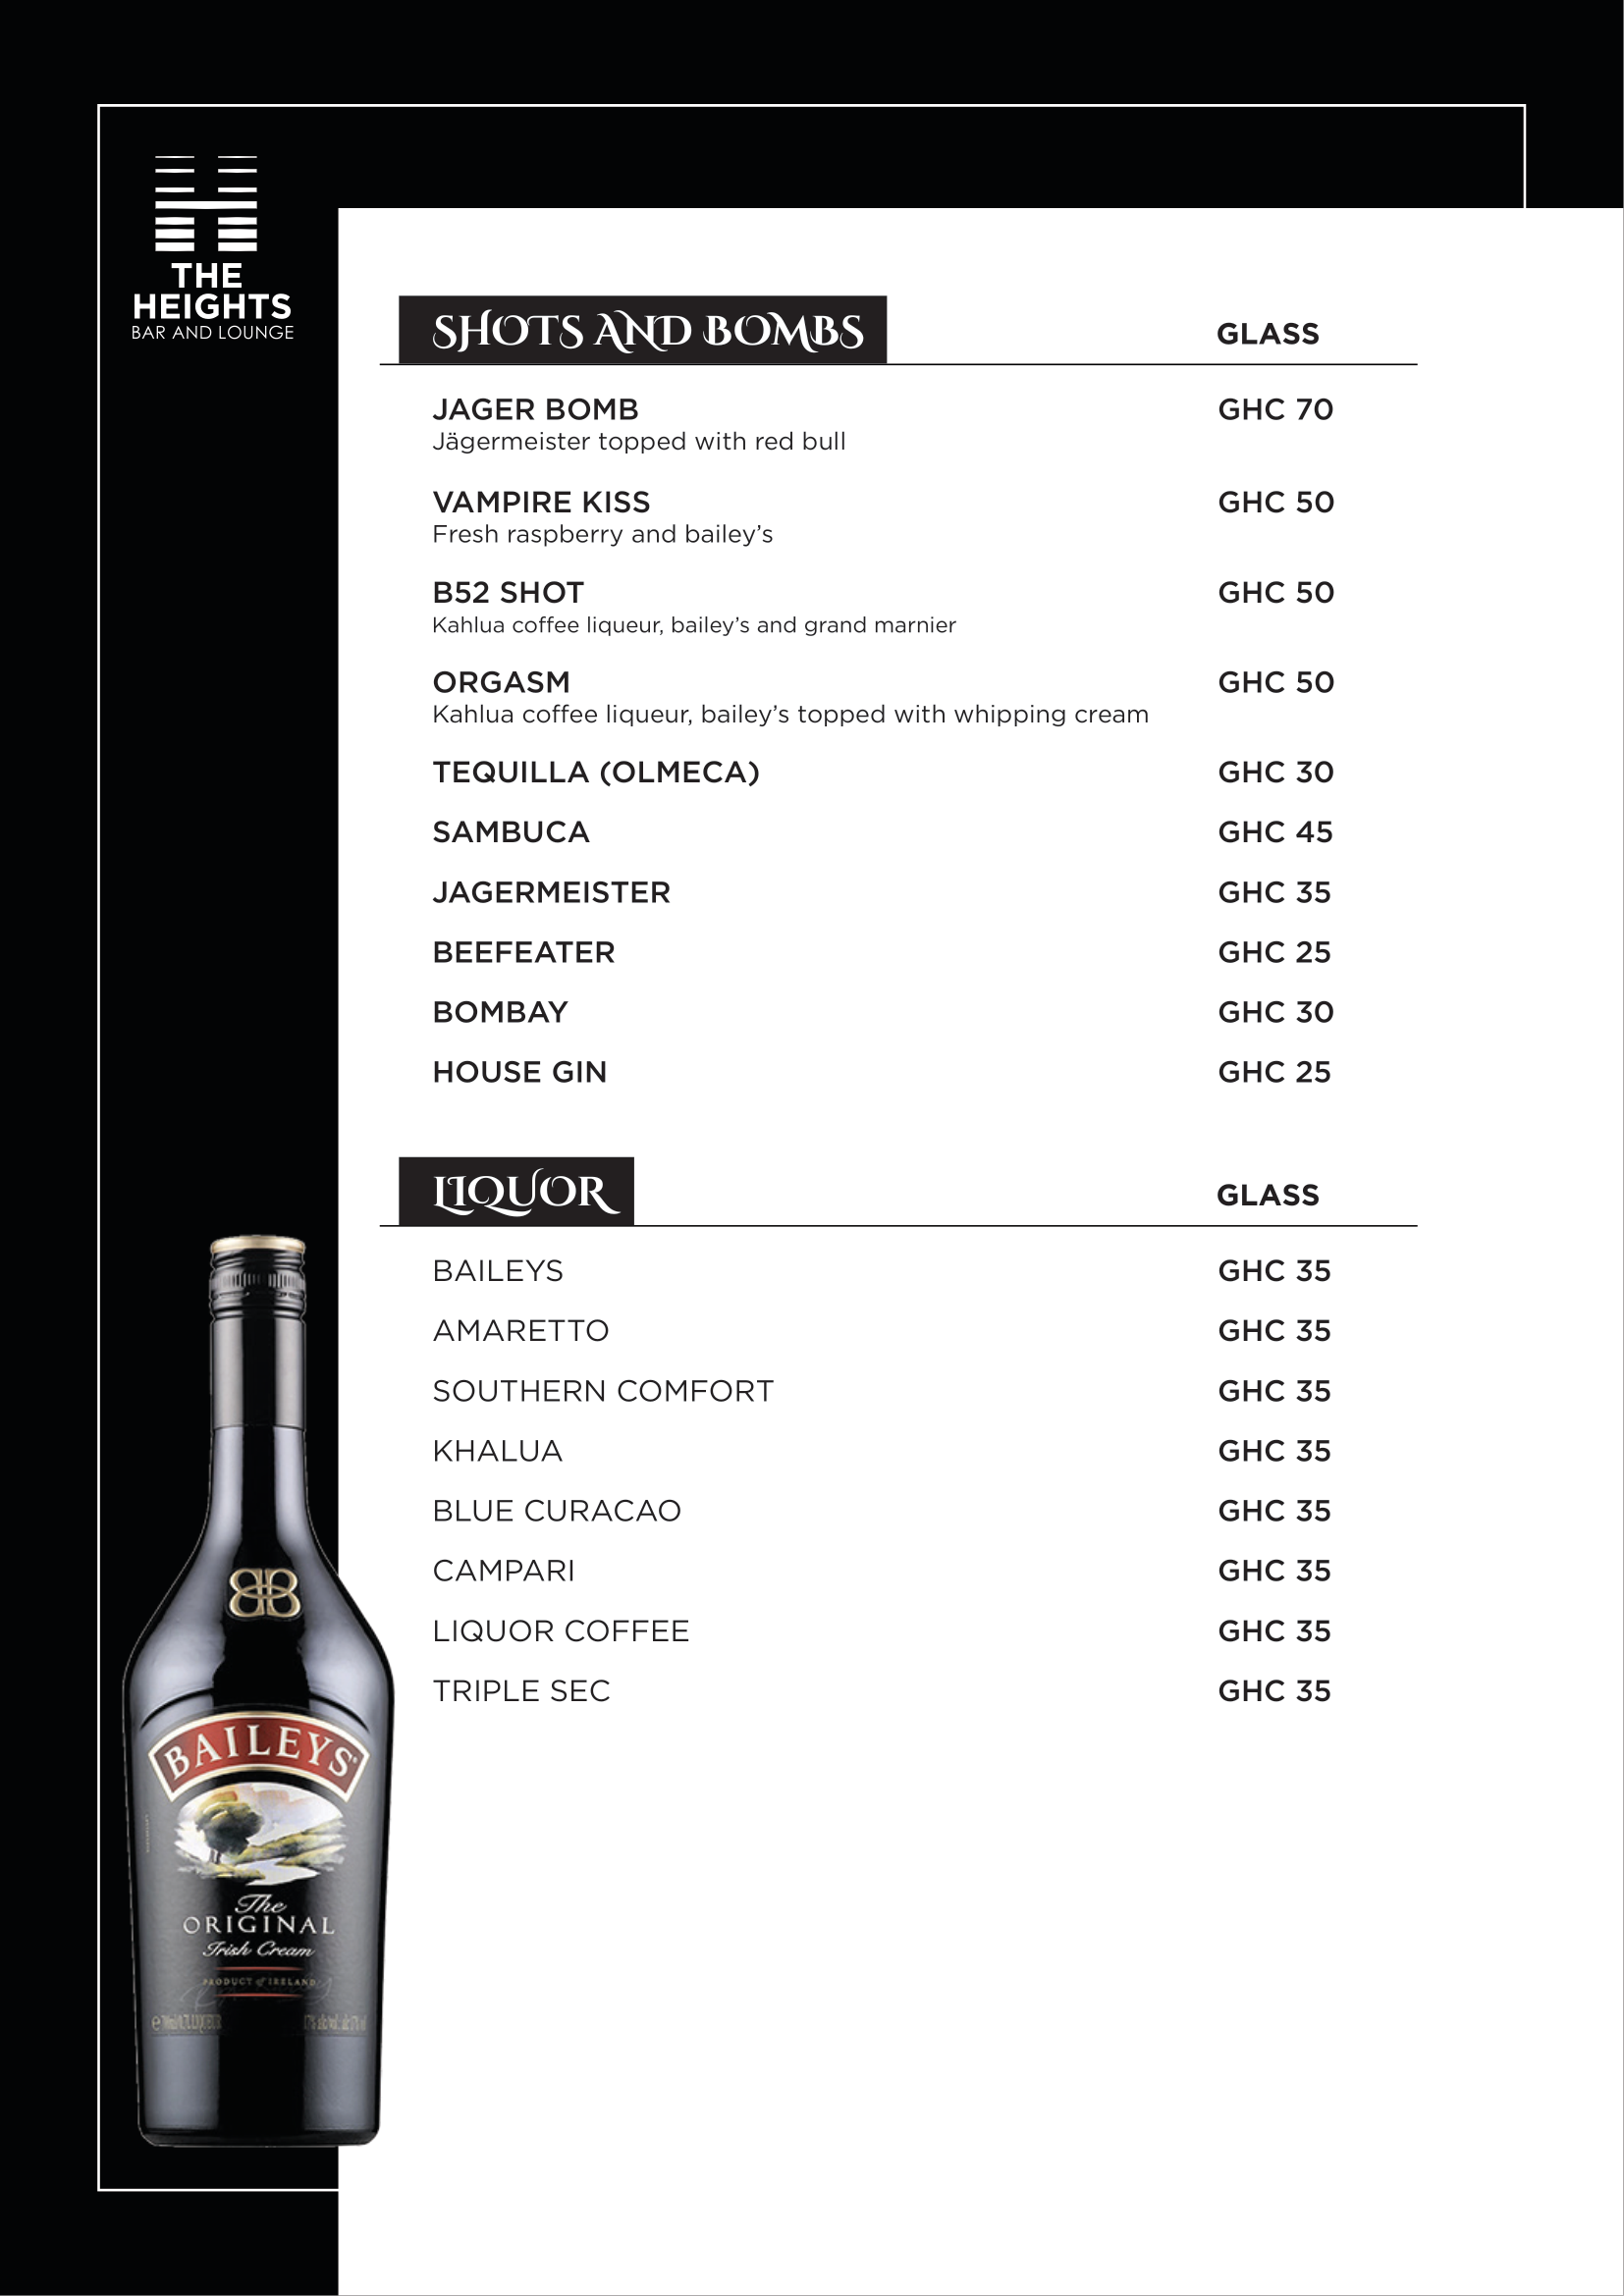 THE
HEIGHTS
BAR AND LOUNGE
SHOTS AND BOMBS GLASS
JAGER BOMB GHC 70
Jägermeister topped with red bull
VAMPIRE KISS GHC 50
Fresh raspberry and bailey's
B52 SHOT GHC 50
Kahlua coffee liqueur, bailey's and grand marnier
ORGASM GHC 50
Kahlua coffee liqueur, bailey's topped with whipping cream
TEQUILLA (OLMECA) GHC 30
SAMBUCA GHC 45
JAGERMEISTER GHC 35
BEEFEATER GHC 25
BOMBAY GHC 30
HOUSE GIN GHC 25
LIQUOR GLASS
BAILEYS GHC 35
AMARETTO GHC 35
SOUTHERN COMFORT GHC 35
KHALUA GHC 35
BLUE CURACAO GHC 35
CAMPARI GHC 35
LIQUOR COFFEE GHC 35
TRIPLE SEC GHC 35
BAILEYS
The
ORIGINAL
Irish Cream
PRODUCT of IRELAND